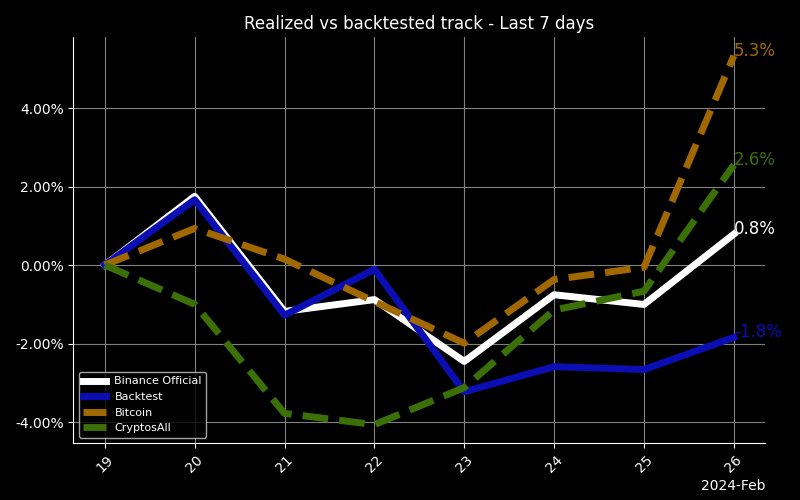 Realized vs backtested track - Last 7 days
5.3%
4.00%
2.6%
2.00%
0.8%
0.00%
-1.8%
-2.00%
-4.00%
Binance Official
Backtest
Bitcoin
CryptosAll
19 20 21 22 23 24 25 26
2024-Feb